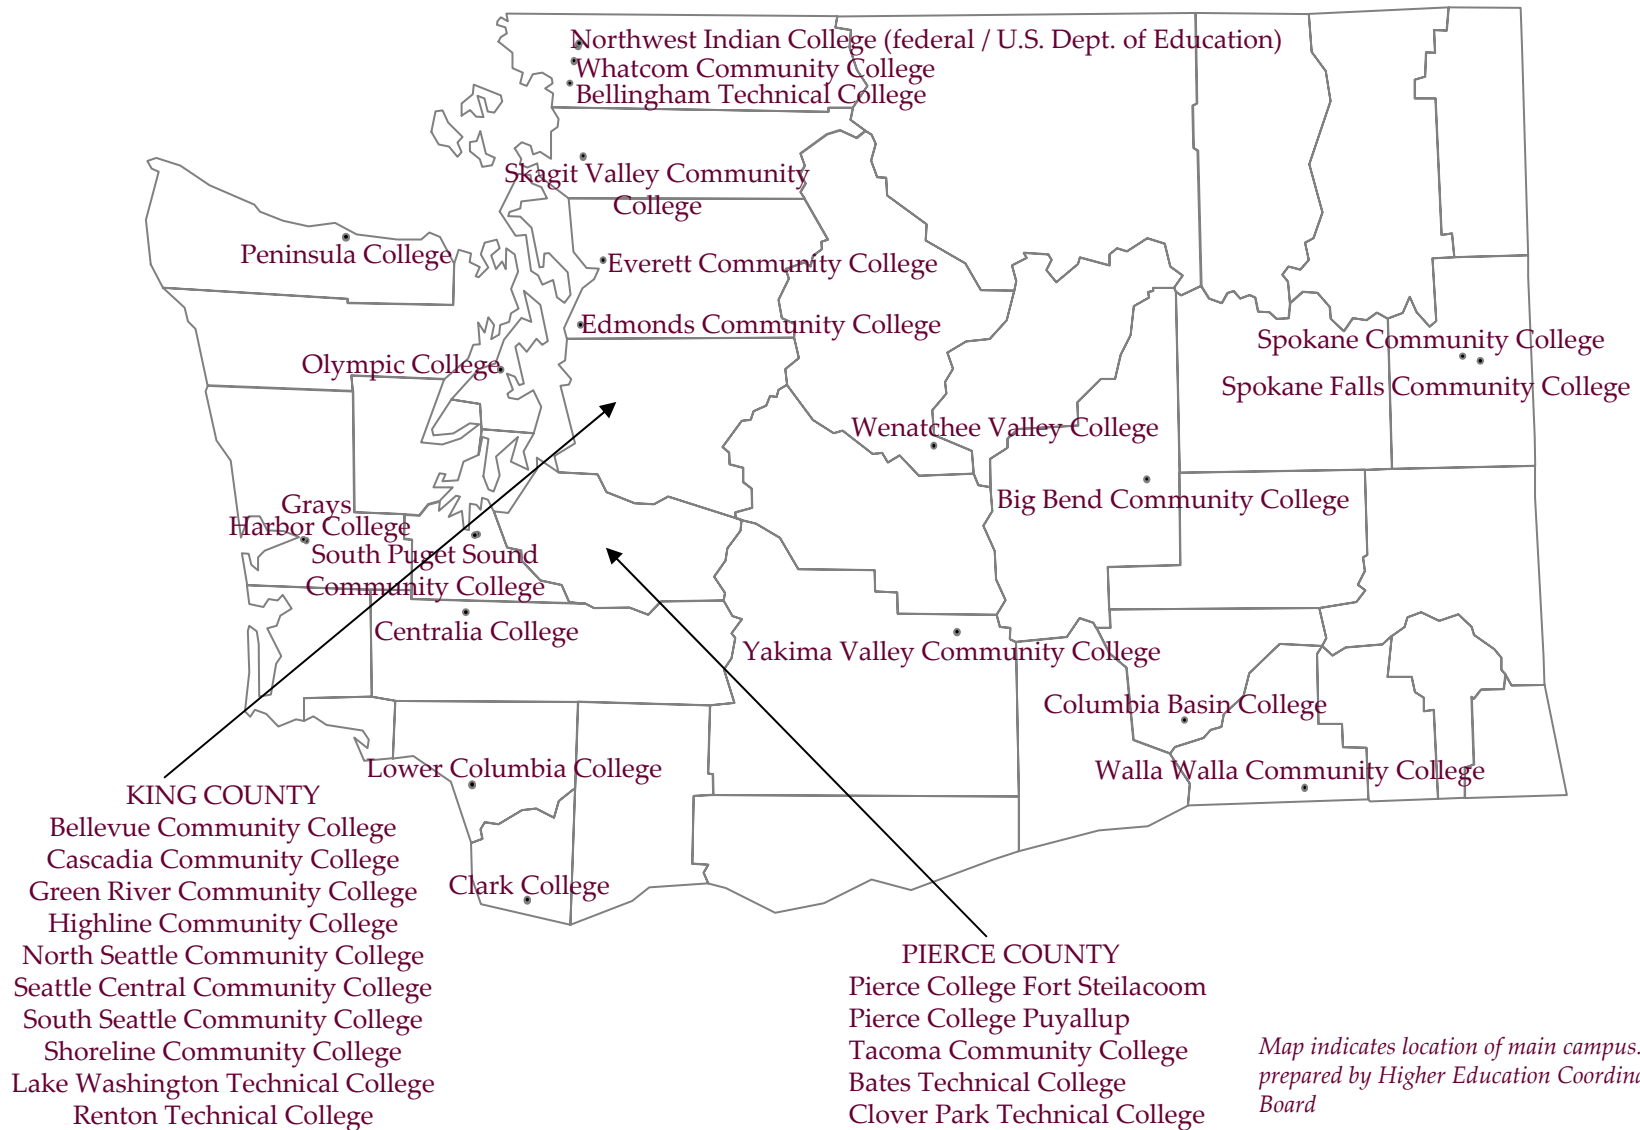 Northwest Indian College (federal / U.S. Dept. of Education)
Whatcom Community College
Bellingham Technical College
Skagit Valley Community
College
Peninsula College
Everett Community College
Edmonds Community College
Olympic College
Spokane Community College
Spokane Falls Community College
Wenatchee Valley College
Big Bend Community College
Grays
Harbor College
South Puget Sound
Community College
Centralia College
Yakima Valley Community College
Columbia Basin College
Lower Columbia College
Walla Walla Community College
Clark College
KING COUNTY
Bellevue Community College
Cascadia Community College
Green River Community College
Highline Community College
North Seattle Community College
Seattle Central Community College
South Seattle Community College
Shoreline Community College
Lake Washington Technical College
Renton Technical College
PIERCE COUNTY
Pierce College Fort Steilacoom
Pierce College Puyallup
Tacoma Community College
Bates Technical College
Clover Park Technical College
Map indicates location of main campus.
prepared by Higher Education Coordina
Board